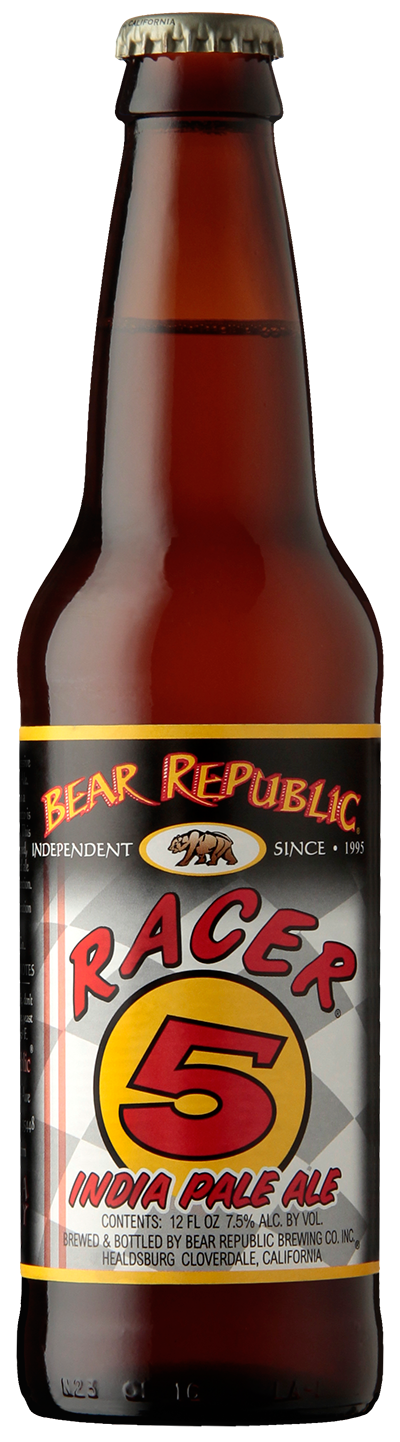 CALIFORNIA
BEAR REPUBLIC®
INDEPENDENT SINCE • 1995
RACER®
5
INDIA PALE ALE
CONTENTS: 12 FL OZ 7.5% ALC. BY VOL.
BREWED & BOTTLED BY BEAR REPUBLIC BREWING CO. INC.®
HEALDSBURG CLOVERDALE, CALIFORNIA